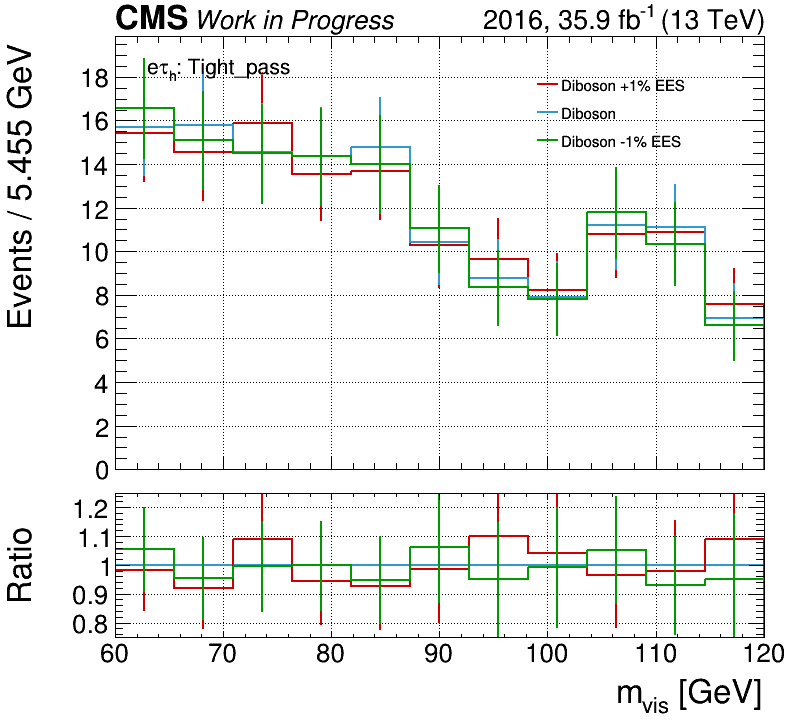 CMS Work in Progress 2016, 35.9 fb⁻¹ (13 TeV)
eτₕ: Tight_pass
Diboson +1% EES
Diboson
Diboson -1% EES
Events / 5.455 GeV
18
16
14
12
10
8
6
4
2
0
Ratio
1.2
1.1
1
0.9
0.8
60 70 80 90 100 110 120
m_vis [GeV]